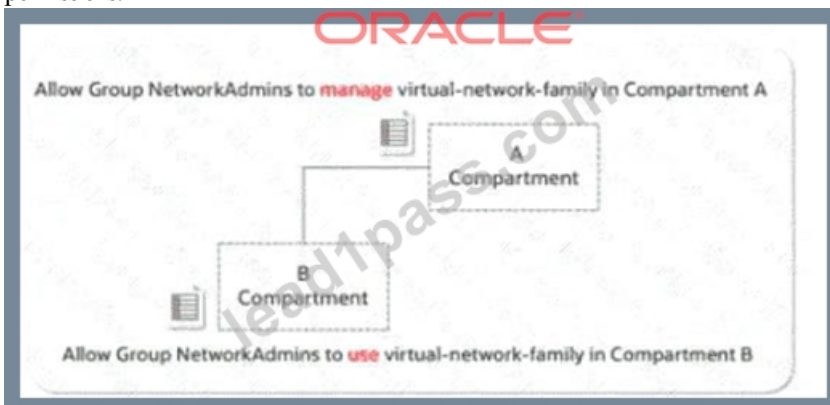 ORACLE
Allow Group NetworkAdmins to manage virtual-network-family in Compartment A
A
Compartment
B
Compartment
lead1pass.com
Allow Group NetworkAdmins to use virtual-network-family in Compartment B